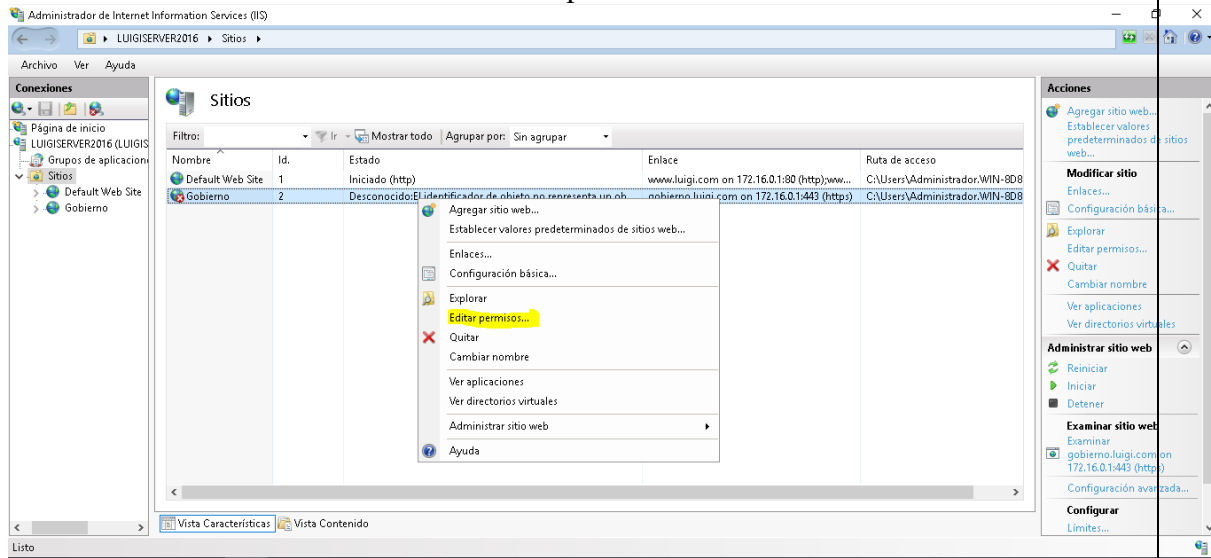 Administrador de Internet Information Services (IIS)
LUIGISERVER2016 Sitios
Archivo Ver Ayuda
Conexiones
Página de inicio
LUIGISERVER2016 (LUIGIS
Grupos de aplicacion
Sitios
Default Web Site
Gobierno
Sitios
Filtro: Ir Mostrar todo Agrupar por: Sin agrupar
Nombre Id. Estado Enlace Ruta de acceso
Default Web Site 1 Iniciado (http) www.luigi.com on 172.16.0.1:80 (http);ww... C:\Users\Administrador.WIN-8D8
Gobierno 2 Desconocido:El identificador de objeto no representa un ob gobierno.luigi.com on 172.16.0.1:443 (https) C:\Users\Administrador.WIN-8D8
Agregar sitio web...
Establecer valores predeterminados de sitios web...
Enlaces...
Configuración básica...
Explorar
Editar permisos...
Quitar
Cambiar nombre
Ver aplicaciones
Ver directorios virtuales
Administrar sitio web
Ayuda
Vista Características Vista Contenido
Acciones
Agregar sitio web...
Establecer valores
predeterminados de sitios
web...
Modificar sitio
Enlaces...
Configuración básica...
Explorar
Editar permisos...
Quitar
Cambiar nombre
Ver aplicaciones
Ver directorios virtuales
Administrar sitio web
Reiniciar
Iniciar
Detener
Examinar sitio web
Examinar
gobierno.luigi.com on
172.16.0.1:443 (https)
Configuración avanzada...
Configurar
Límites...
Listo